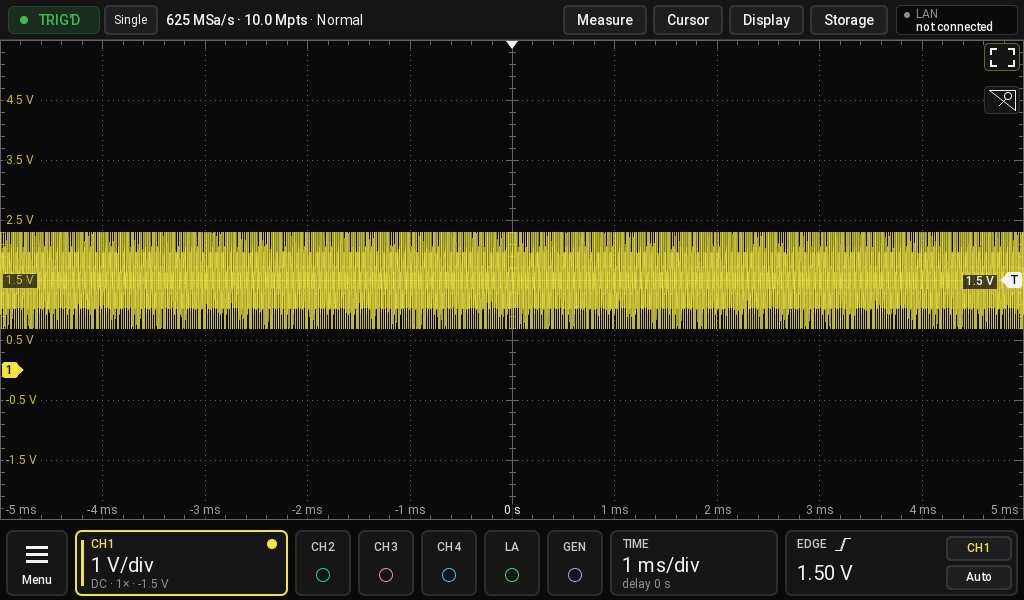 TRIG'D
Single
625 MSa/s · 10.0 Mpts · Normal
Measure
Cursor
Display
Storage
LAN
not connected
4.5 V
3.5 V
2.5 V
1.5 V
1.5 V
T
0.5 V
1
-0.5 V
-1.5 V
-5 ms
-4 ms
-3 ms
-2 ms
-1 ms
0 s
1 ms
2 ms
3 ms
4 ms
5 ms
Menu
CH1
1 V/div
DC · 1× · -1.5 V
CH2
CH3
CH4
LA
GEN
TIME
1 ms/div
delay 0 s
EDGE
1.50 V
CH1
Auto